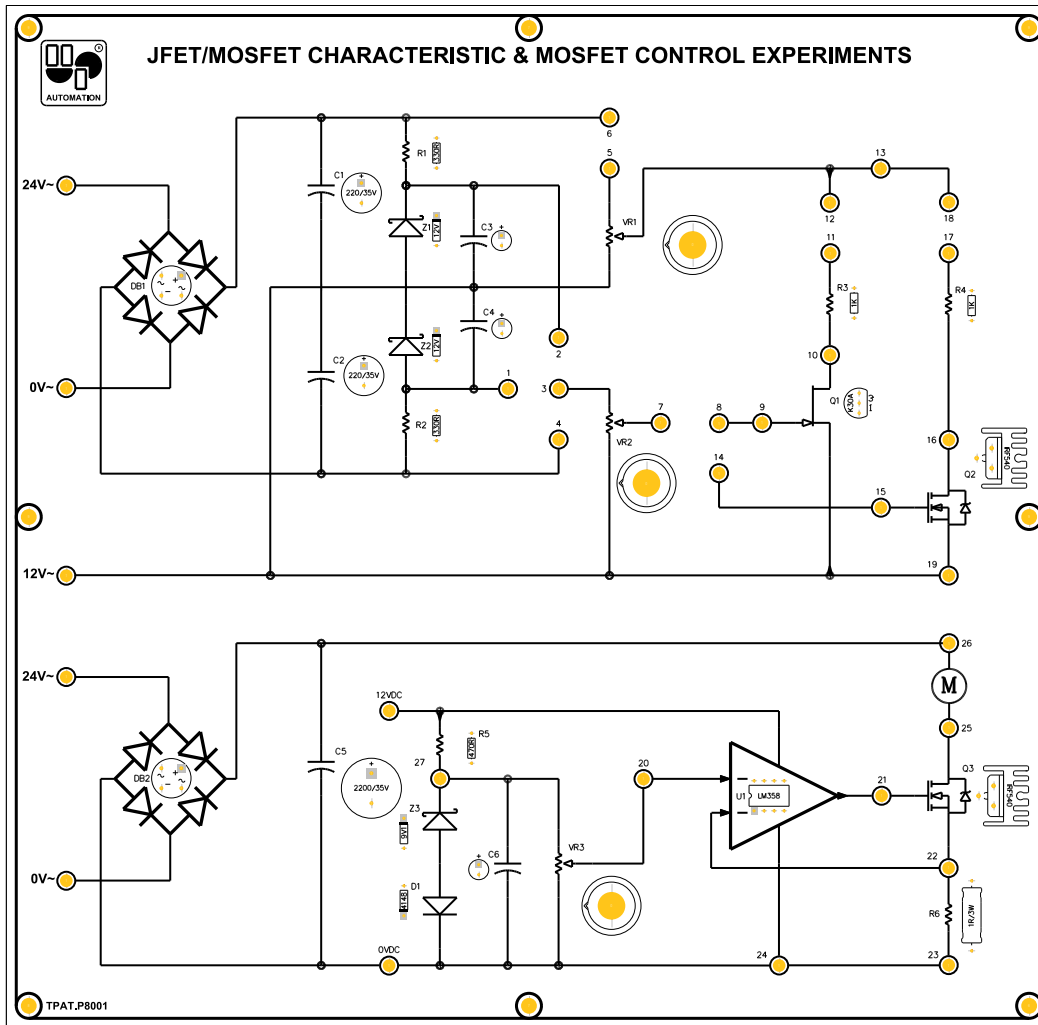 JFET/MOSFET CHARACTERISTIC & MOSFET CONTROL EXPERIMENTS
R
AUTOMATION
6
5
13
24V~
R1
330R
C1
+
220/35V
12
18
Z1
12V
C3
+
VR1
11
17
DB1
~
+
-
~
R3
1K
R4
1K
C4
+
Z2
12V
2
10
C2
+
220/35V
0V~
1
3
Q1
K30A
3
1
R2
330R
4
VR2
7
8
9
16
14
Q2
IRF540
15
12V~
19
26
24V~
M
12VDC
25
R5
470R
C5
+
2200/35V
27
20
DB2
~
+
-
~
Z3
9V1
U1
LM358
21
Q3
IRF540
C6
+
VR3
22
D1
4148
0V~
R6
1R/3W
0VDC
24
23
TPAT.P8001